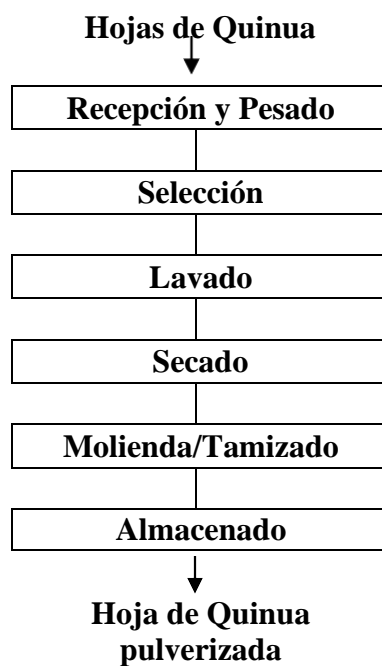 Hojas de Quinua
Recepción y Pesado
Selección
Lavado
Secado
Molienda/Tamizado
Almacenado
Hoja de Quinua
pulverizada